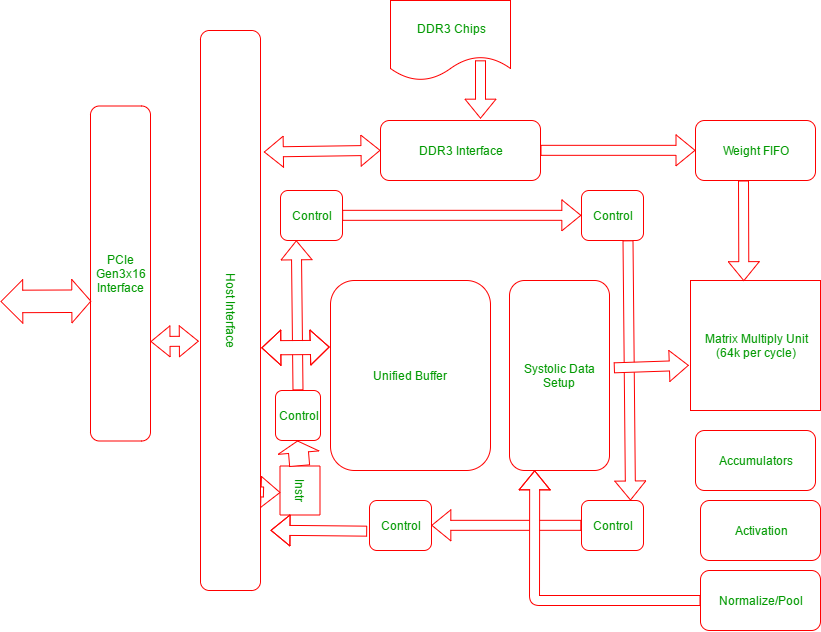 DDR3 Chips
DDR3 Interface
Weight FIFO
Control
Control
PCIe
Gen3x16
Interface
Host Interface
Unified Buffer
Systolic Data
Setup
Matrix Multiply Unit
(64k per cycle)
Control
Accumulators
Instr
Control
Control
Activation
Normalize/Pool